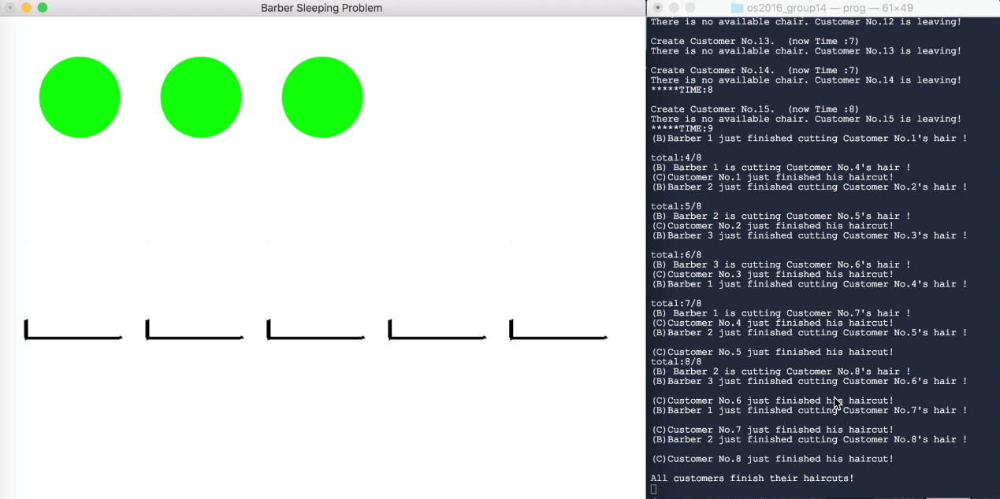 Barber Sleeping Problem
os2016_group14 — prog — 61×49
There is no available chair. Customer No.12 is leaving!
Create Customer No.13.  (now Time :7)
There is no available chair. Customer No.13 is leaving!
Create Customer No.14.  (now Time :7)
There is no available chair. Customer No.14 is leaving!
*****TIME:8
Create Customer No.15.  (now Time :8)
There is no available chair. Customer No.15 is leaving!
*****TIME:9
(B)Barber 1 just finished cutting Customer No.1's hair !
total:4/8
(B) Barber 1 is cutting Customer No.4's hair !
(C)Customer No.1 just finished his haircut!
(B)Barber 2 just finished cutting Customer No.2's hair !
total:5/8
(B) Barber 2 is cutting Customer No.5's hair !
(C)Customer No.2 just finished his haircut!
(B)Barber 3 just finished cutting Customer No.3's hair !
total:6/8
(B) Barber 3 is cutting Customer No.6's hair !
(C)Customer No.3 just finished his haircut!
(B)Barber 1 just finished cutting Customer No.4's hair !
total:7/8
(B) Barber 1 is cutting Customer No.7's hair !
(C)Customer No.4 just finished his haircut!
(B)Barber 2 just finished cutting Customer No.5's hair !
(C)Customer No.5 just finished his haircut!
total:8/8
(B) Barber 2 is cutting Customer No.8's hair !
(B)Barber 3 just finished cutting Customer No.6's hair !
(C)Customer No.6 just finished his haircut!
(B)Barber 1 just finished cutting Customer No.7's hair !
(C)Customer No.7 just finished his haircut!
(B)Barber 2 just finished cutting Customer No.8's hair !
(C)Customer No.8 just finished his haircut!
All customers finish their haircuts!